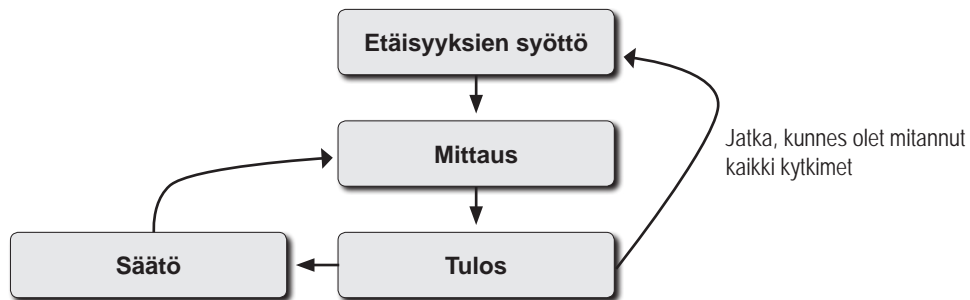 Etäisyyksien syöttö
Mittaus
Jatka, kunnes olet mitannut
kaikki kytkimet
Säätö
Tulos